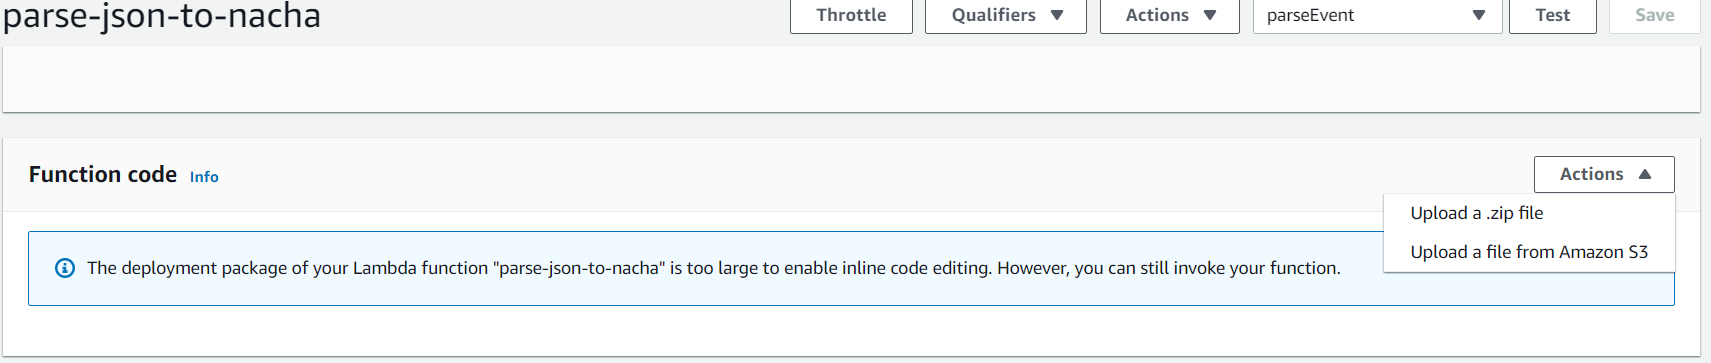 parse-json-to-nacha
Throttle
Qualifiers
Actions
parseEvent
Test
Save
Function code
Info
Actions
Upload a .zip file
Upload a file from Amazon S3
The deployment package of your Lambda function "parse-json-to-nacha" is too large to enable inline code editing. However, you can still invoke your function.